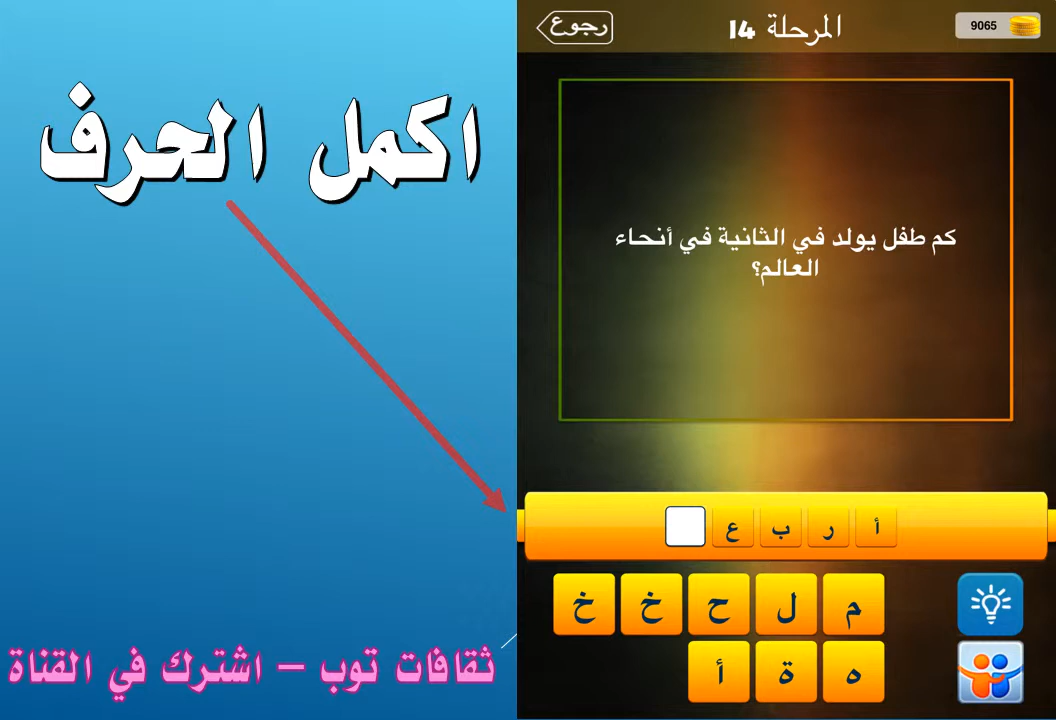 اكمل الحرف
ثقافات توب – اشترك في القناة
رجوع
المرحلة 14
9065
كم طفل يولد في الثانية في أنحاء
العالم؟
أ ر ب ع
م ل ح خ خ
ه ة أ